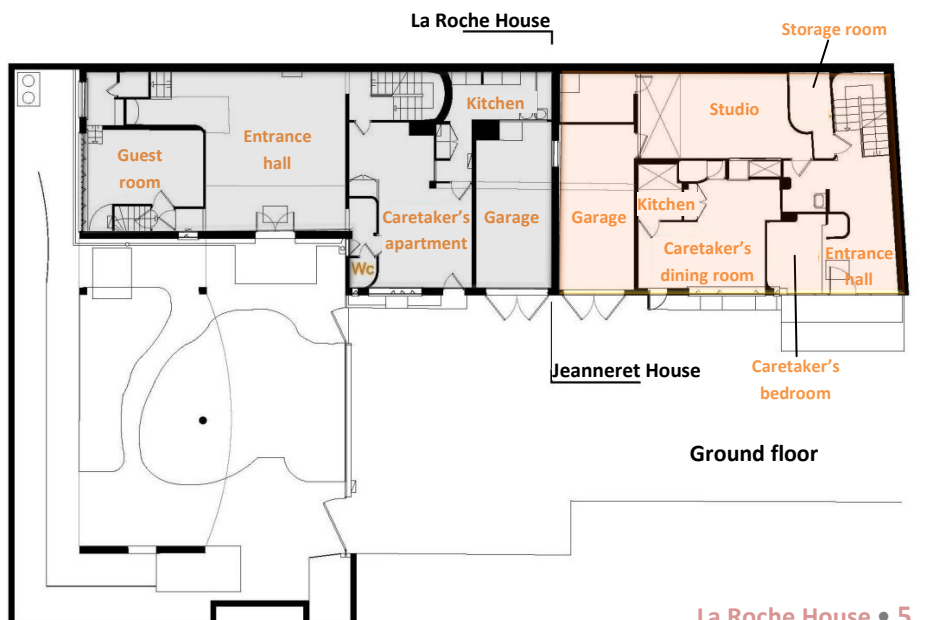 La Roche House
Storage room
Kitchen
Studio
Entrance
hall
Guest
room
Caretaker's
apartment
Garage
Garage
Kitchen
Caretaker's
dining room
Entrance
hall
Wc
Jeanneret House
Caretaker's
bedroom
Ground floor
La Roche House • 5